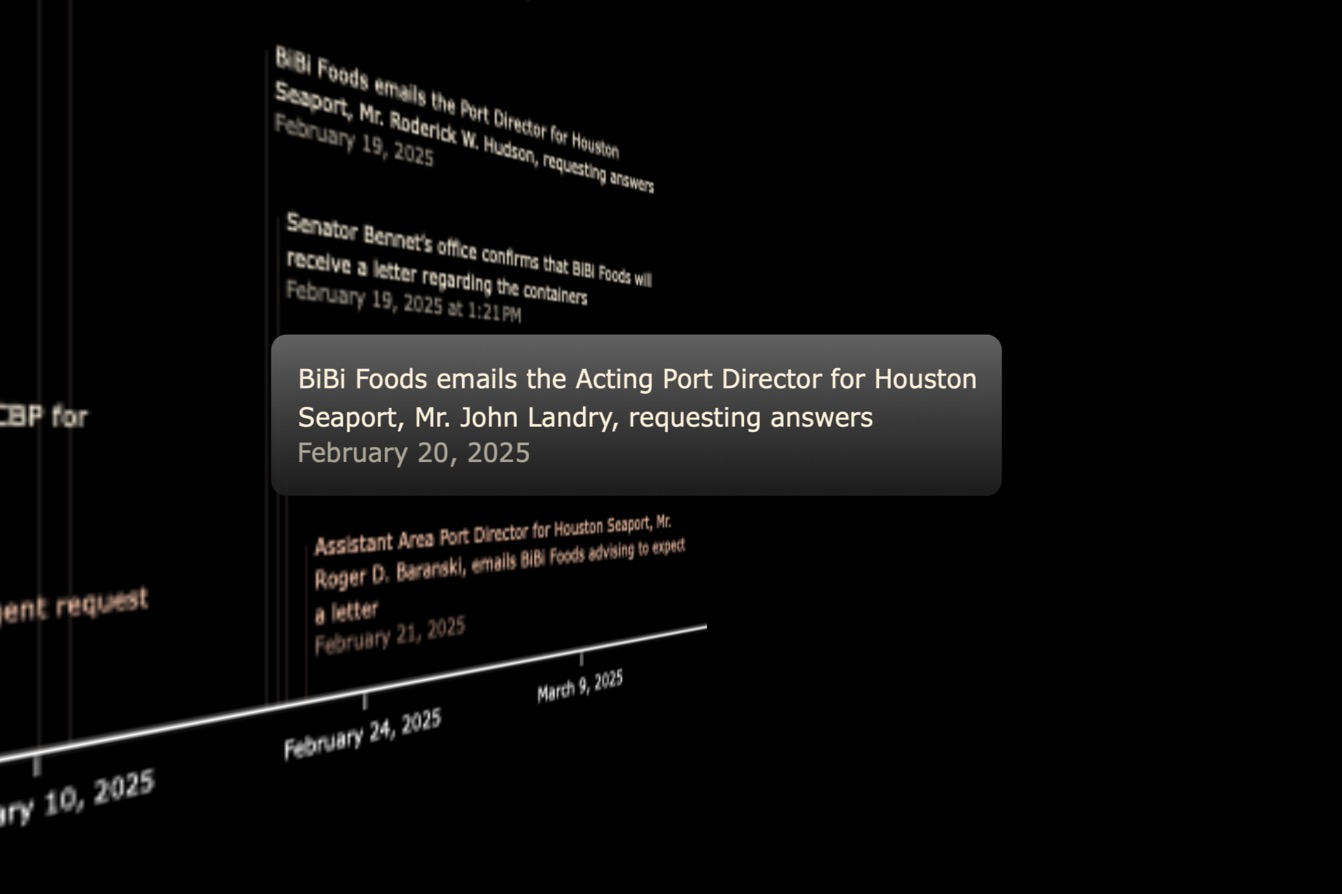 BiBi Foods emails the Port Director for Houston
Seaport, Mr. Roderick W. Hudson, requesting answers
February 19, 2025
Senator Bennet's office confirms that BiBi Foods will
receive a letter regarding the containers
February 19, 2025 at 1:21PM
BiBi Foods emails the Acting Port Director for Houston
Seaport, Mr. John Landry, requesting answers
February 20, 2025
CBP for
Assistant Area Port Director for Houston Seaport, Mr.
Roger D. Baranski, emails BiBi Foods advising to expect
a letter
February 21, 2025
gent request
March 9, 2025
February 24, 2025
ary 10, 2025